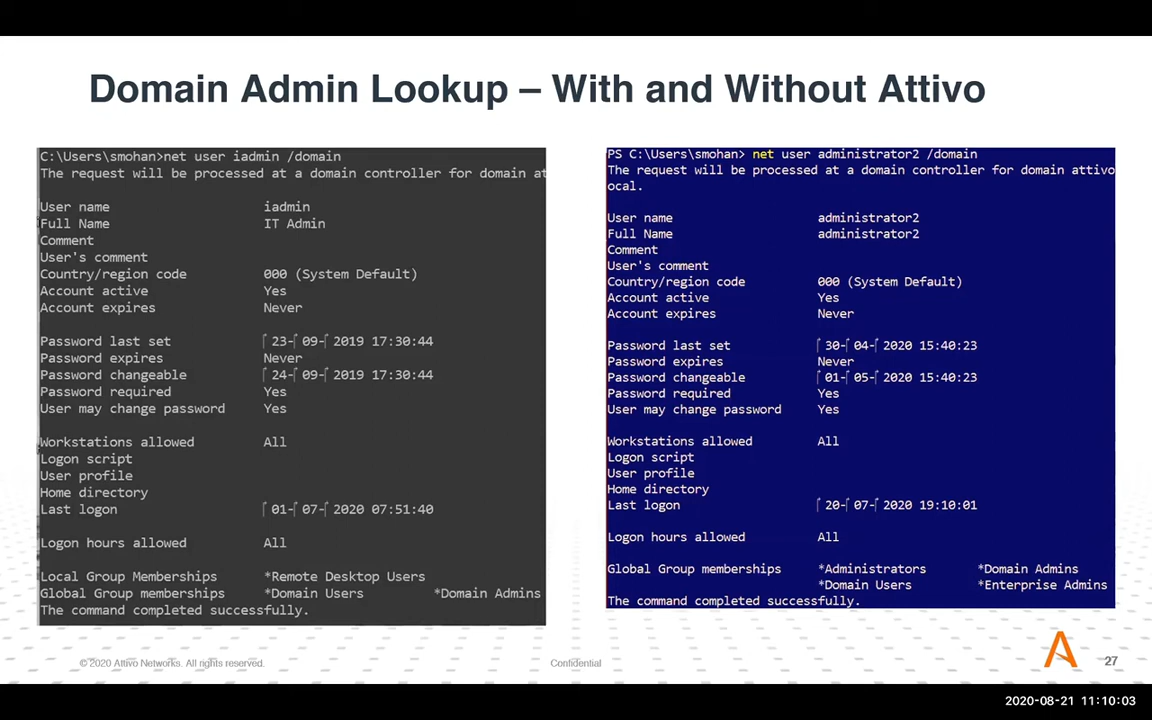 Domain Admin Lookup – With and Without Attivo
C:\Users\smohan>net user iadmin /domain
The request will be processed at a domain controller for domain at
User name iadmin
Full Name IT Admin
Comment
User's comment
Country/region code 000 (System Default)
Account active Yes
Account expires Never
Password last set 23- 09- 2019 17:30:44
Password expires Never
Password changeable 24- 09- 2019 17:30:44
Password required Yes
User may change password Yes
Workstations allowed All
Logon script
User profile
Home directory
Last logon 01- 07- 2020 07:51:40
Logon hours allowed All
Local Group Memberships *Remote Desktop Users
Global Group memberships *Domain Users *Domain Admins
The command completed successfully.
PS C:\Users\smohan> net user administrator2 /domain
The request will be processed at a domain controller for domain attivo
ocal.
User name administrator2
Full Name administrator2
Comment
User's comment
Country/region code 000 (System Default)
Account active Yes
Account expires Never
Password last set 30- 04- 2020 15:40:23
Password expires Never
Password changeable 01- 05- 2020 15:40:23
Password required Yes
User may change password Yes
Workstations allowed All
Logon script
User profile
Home directory
Last logon 20- 07- 2020 19:10:01
Logon hours allowed All
Global Group memberships *Administrators *Domain Admins
*Domain Users *Enterprise Admins
The command completed successfully.
© 2020 Attivo Networks. All rights reserved.
Confidential
27
2020-08-21 11:10:03